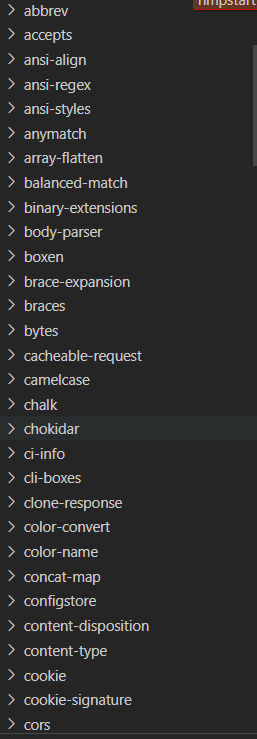 abbrev
accepts
ansi-align
ansi-regex
ansi-styles
anymatch
array-flatten
balanced-match
binary-extensions
body-parser
boxen
brace-expansion
braces
bytes
cacheable-request
camelcase
chalk
chokidar
ci-info
cli-boxes
clone-response
color-convert
color-name
concat-map
configstore
content-disposition
content-type
cookie
cookie-signature
cors